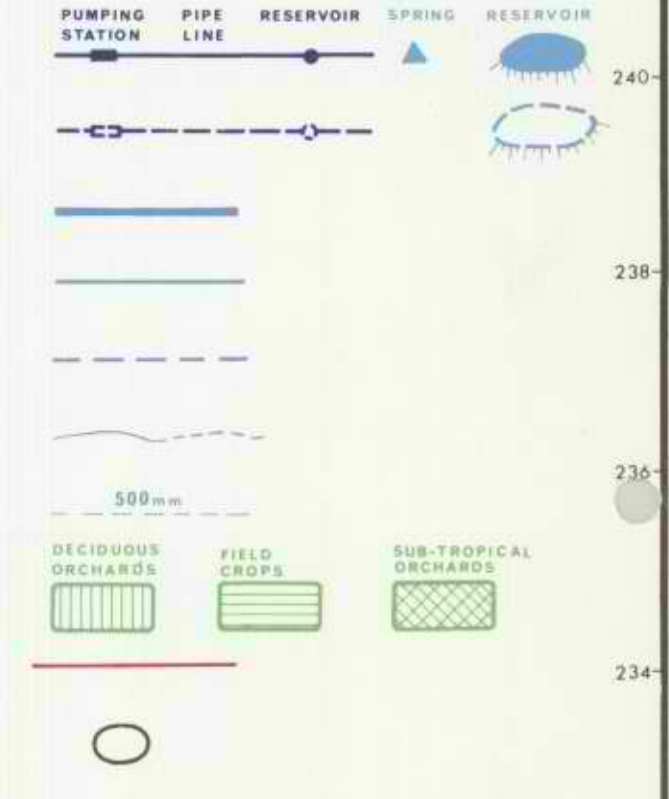 PUMPING STATION
PIPE LINE
RESERVOIR
SPRING
RESERVOIR
240
238
236
500mm
DECIDUOUS ORCHARDS
FIELD CROPS
SUB-TROPICAL ORCHARDS
234